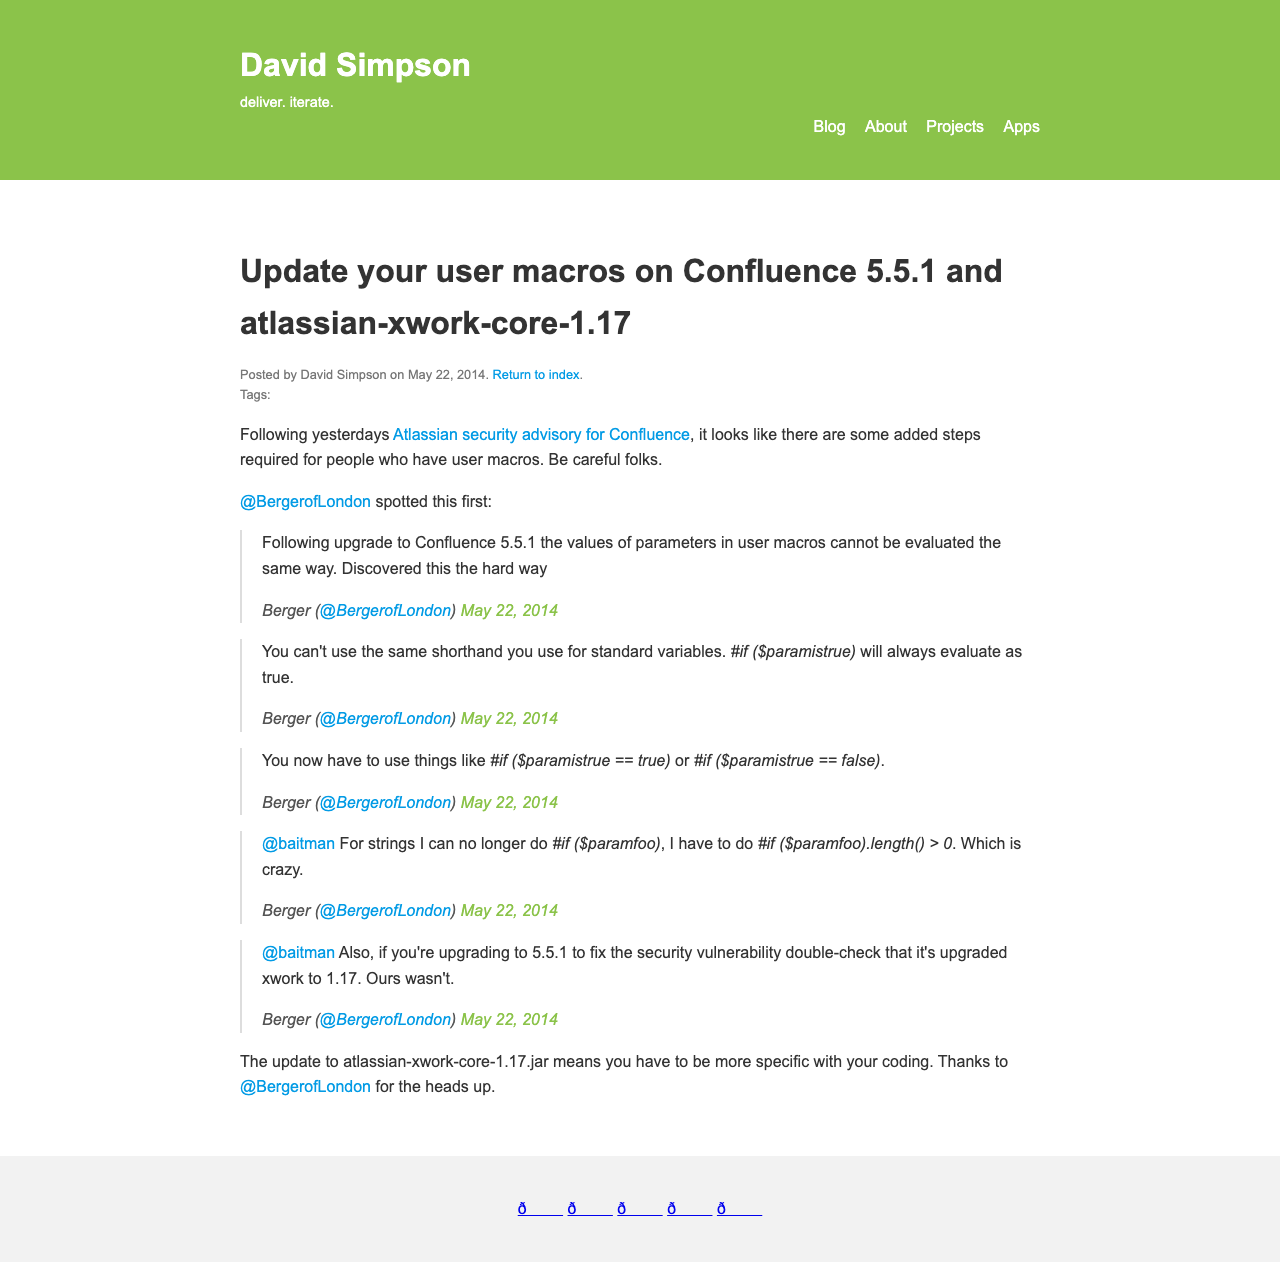 David Simpson
deliver. iterate.
Blog About Projects Apps
Update your user macros on Confluence 5.5.1 and
atlassian-xwork-core-1.17
Posted by David Simpson on May 22, 2014. Return to index.
Tags:
Following yesterdays Atlassian security advisory for Confluence, it looks like there are some added steps
required for people who have user macros. Be careful folks.
@BergerofLondon spotted this first:
Following upgrade to Confluence 5.5.1 the values of parameters in user macros cannot be evaluated the
same way. Discovered this the hard way
Berger (@BergerofLondon) May 22, 2014
You can't use the same shorthand you use for standard variables. #if ($paramistrue) will always evaluate as
true.
Berger (@BergerofLondon) May 22, 2014
You now have to use things like #if ($paramistrue == true) or #if ($paramistrue == false).
Berger (@BergerofLondon) May 22, 2014
@baitman For strings I can no longer do #if ($paramfoo), I have to do #if ($paramfoo).length() > 0. Which is
crazy.
Berger (@BergerofLondon) May 22, 2014
@baitman Also, if you're upgrading to 5.5.1 to fix the security vulnerability double-check that it's upgraded
xwork to 1.17. Ours wasn't.
Berger (@BergerofLondon) May 22, 2014
The update to atlassian-xwork-core-1.17.jar means you have to be more specific with your coding. Thanks to
@BergerofLondon for the heads up.
ð ð ð ð ð